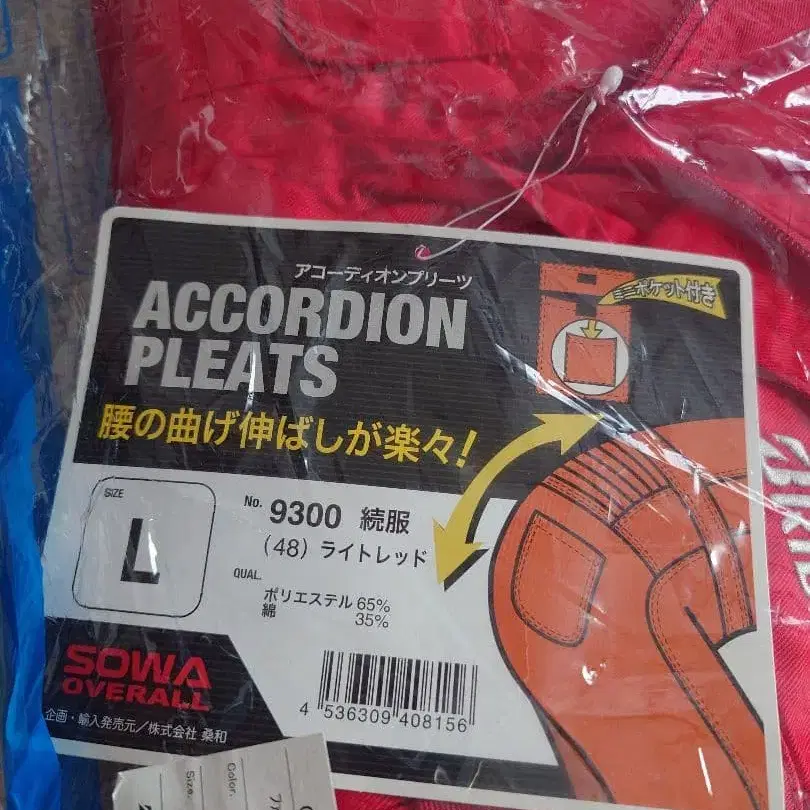 アコーディオンプリーツ
ACCORDION
PLEATS
ミニポケット付き
腰の曲げ伸ばしが楽々!
SIZE
L
No. 9300 続服
(48) ライトレッド
QUAL.
ポリエステル 65%
綿 35%
SOWA
OVERALL
企画・輸入発売元/株式会社 桑和
4 536309 408156
Color.
Size.